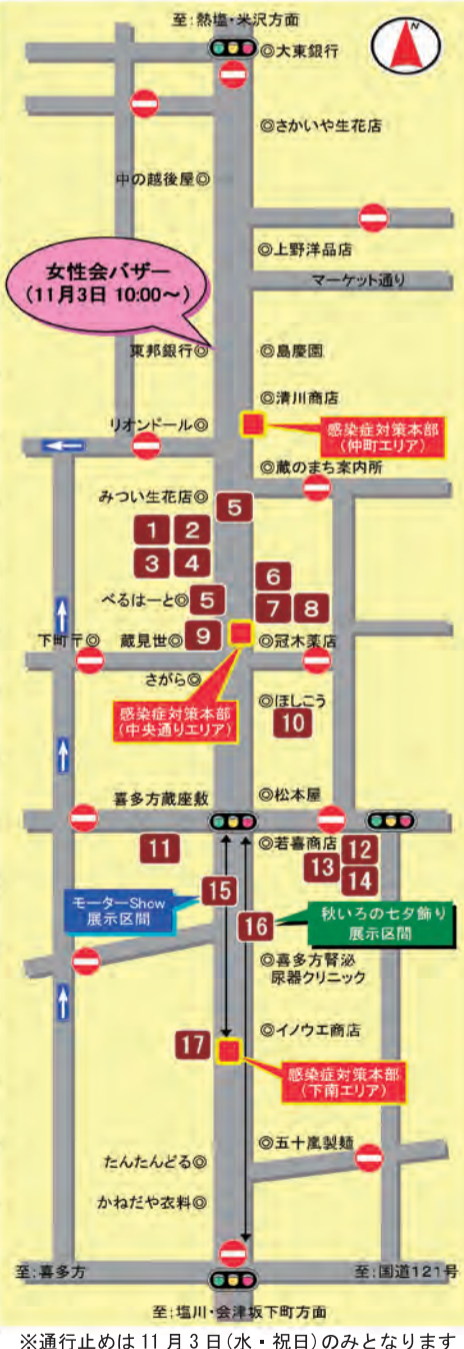 至:熱塩・米沢方面
N
◎大東銀行
◎さかいや生花店
中の越後屋◎
◎上野洋品店
マーケット通り
女性会バザー
(11月3日 10:00～)
東邦銀行◎
◎島慶園
◎清川商店
リオンドール◎
感染症対策本部
(仲町エリア)
◎蔵のまち案内所
みつい生花店◎
5
1 2
3 4
6
べるはーと◎ 5
7 8
下町〒◎
蔵見世◎ 9
◎冠木薬店
さがら◎
感染症対策本部
(中央通りエリア)
◎ほしこう
10
喜多方蔵座敷
◎松本屋
◎若喜商店
11
12
13
14
15
モーターShow
展示区間
16
秋いろの七夕飾り
展示区間
◎喜多方腎泌
尿器クリニック
◎イノウエ商店
17
感染症対策本部
(下南エリア)
◎五十嵐製麺
たんたんどる◎
かねだや衣料◎
至:喜多方
至:国道121号
至:塩川・会津坂下町方面
※通行止めは 11 月 3 日(水・祝日)のみとなります